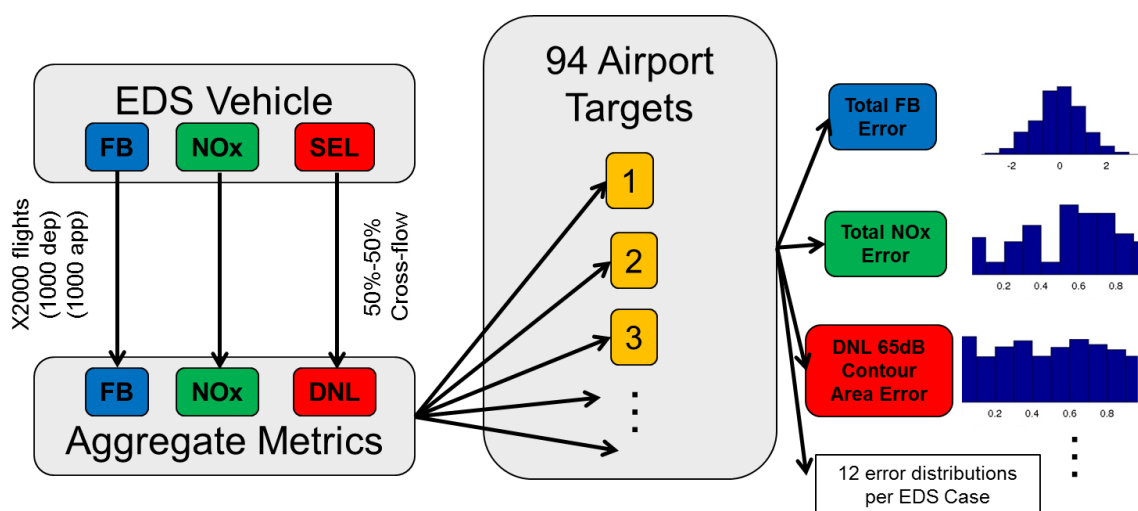 EDS Vehicle
FB
NOx
SEL
X2000 flights
(1000 dep)
(1000 app)
50%-50%
Cross-flow
FB
NOx
DNL
Aggregate Metrics
94 Airport
Targets
1
2
3
Total FB
Error
-2
0
2
Total NOx
Error
0.2
0.4
0.6
0.8
DNL 65dB
Contour
Area Error
0.2
0.4
0.6
0.8
12 error distributions
per EDS Case